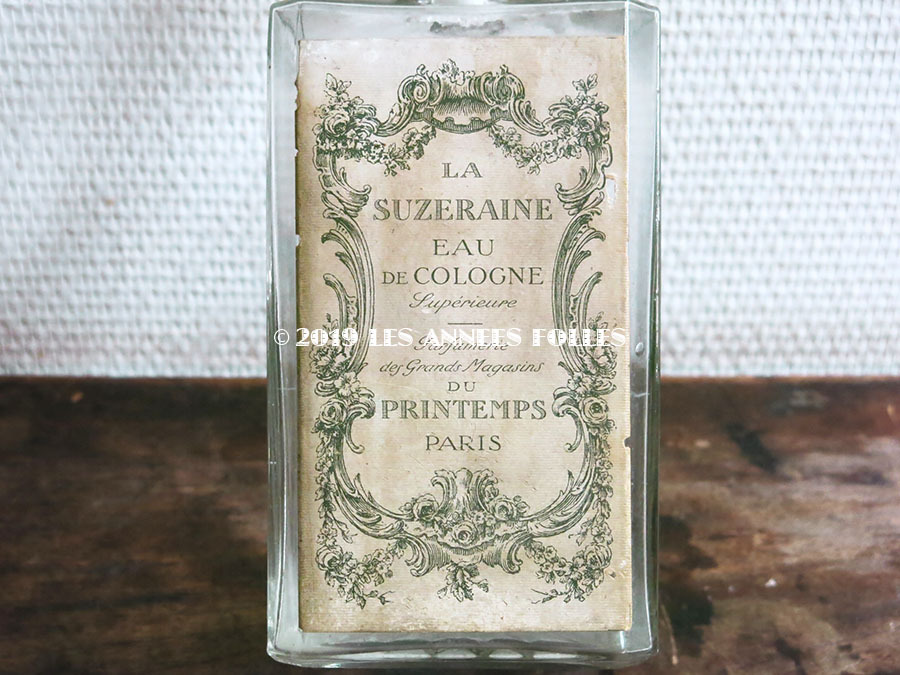 LA
SUZERAINE
EAU
DE COLOGNE
Supérieure
© 2019 LES ANNEES FOLLES
Parfumerie
des Grands Magasins
DU
PRINTEMPS
PARIS